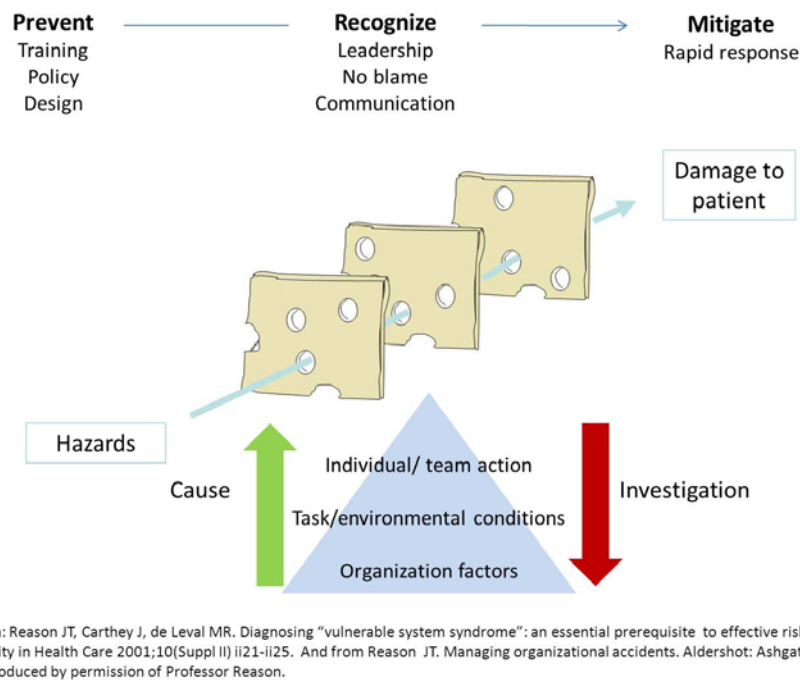 Prevent
Training
Policy
Design
Recognize
Leadership
No blame
Communication
Mitigate
Rapid response
Damage to
patient
Hazards
Cause
Individual/ team action
Task/environmental conditions
Organization factors
Investigation
: Reason JT, Carthey J, de Leval MR. Diagnosing “vulnerable system syndrome”: an essential prerequisite to effective
in Health Care 2001;10(Suppl II) ii21-ii25. And from Reason JT. Managing organizational accidents. Aldershot:
by permission of Professor Reason.